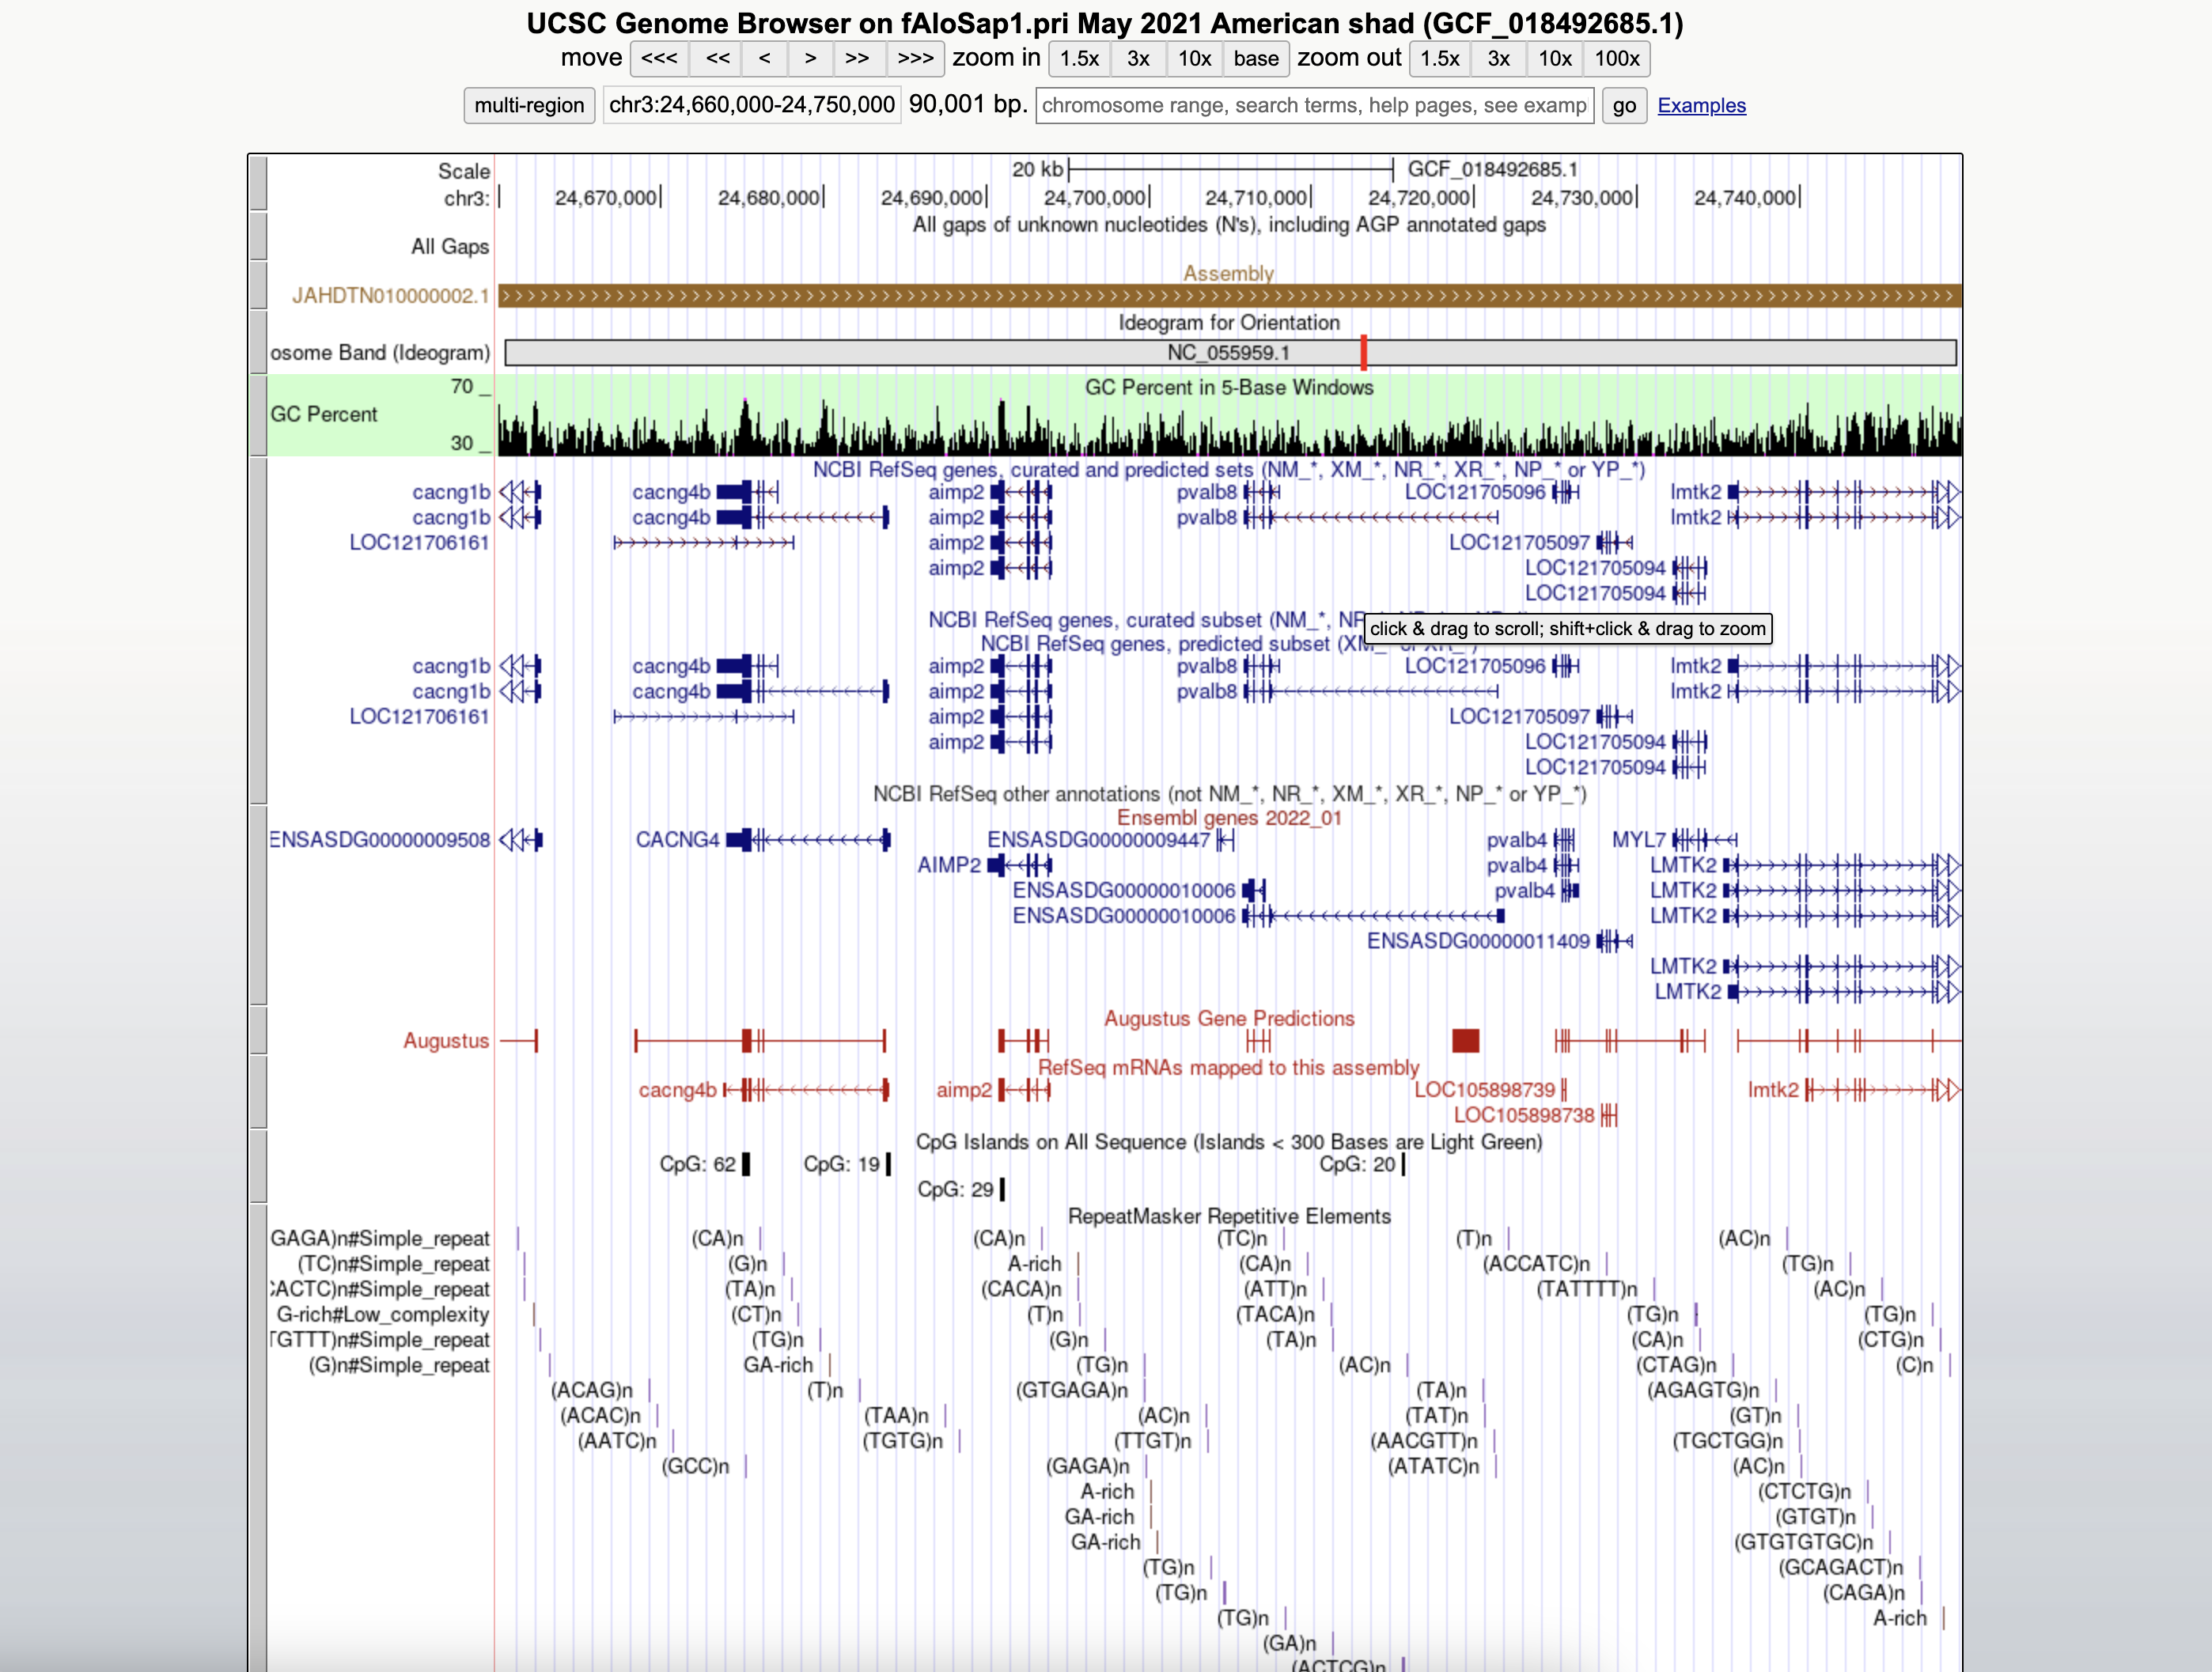 UCSC Genome Browser on fAloSap1.pri May 2021 American shad (GCF_018492685.1)
move <<< << < > >> >>> zoom in 1.5x 3x 10x base zoom out 1.5x 3x 10x 100x
multi-region chr3:24,660,000-24,750,000 90,001 bp. chromosome range, search terms, help pages, see examp go Examples
Scale 20 kb GCF_018492685.1
chr3: 24,670,000 24,680,000 24,690,000 24,700,000 24,710,000 24,720,000 24,730,000 24,740,000
All gaps of unknown nucleotides (N's), including AGP annotated gaps
All Gaps
Assembly
JAHDTN010000002.1
Ideogram for Orientation
osome Band (Ideogram) NC_055959.1
70 _ GC Percent in 5-Base Windows
GC Percent
30 _
NCBI RefSeq genes, curated and predicted sets (NM_*, XM_*, NR_*, XR_*, NP_* or YP_*)
cacng1b cacng4b aimp2 pvalb8 LOC121705096 lmtk2
cacng1b cacng4b aimp2 pvalb8 lmtk2
LOC121706161 aimp2 LOC121705097
aimp2 LOC121705094
LOC121705094
NCBI RefSeq genes, curated subset (NM_*, NR
click & drag to scroll; shift+click & drag to zoom
NCBI RefSeq genes, predicted subset (XM_* or XR_*)
cacng1b cacng4b aimp2 pvalb8 LOC121705096 lmtk2
cacng1b cacng4b aimp2 pvalb8 lmtk2
LOC121706161 aimp2 LOC121705097
aimp2 LOC121705094
LOC121705094
NCBI RefSeq other annotations (not NM_*, NR_*, XM_*, XR_*, NP_* or YP_*)
Ensembl genes 2022_01
ENSASDG00000009508 CACNG4 ENSASDG00000009447 pvalb4 MYL7
AIMP2 pvalb4 LMTK2
ENSASDG00000010006 pvalb4 LMTK2
ENSASDG00000010006 LMTK2
ENSASDG00000011409
LMTK2
LMTK2
Augustus Gene Predictions
Augustus
RefSeq mRNAs mapped to this assembly
cacng4b aimp2 LOC105898739 lmtk2
LOC105898738
CpG Islands on All Sequence (Islands < 300 Bases are Light Green)
CpG: 62 CpG: 19 CpG: 20
CpG: 29
RepeatMasker Repetitive Elements
GAGA)n#Simple_repeat (CA)n (CA)n (TC)n (T)n (AC)n
(TC)n#Simple_repeat (G)n A-rich (CA)n (ACCATC)n (TG)n
CACTC)n#Simple_repeat (TA)n (CACA)n (ATT)n (TATTTT)n (AC)n
G-rich#Low_complexity (CT)n (T)n (TACA)n (TG)n (TG)n
TGTTT)n#Simple_repeat (TG)n (G)n (TA)n (CA)n (CTG)n
(G)n#Simple_repeat GA-rich (TG)n (AC)n (CTAG)n (C)n
(ACAG)n (T)n (GTGAGA)n (TA)n (AGAGTG)n
(ACAC)n (TAA)n (AC)n (TAT)n (GT)n
(AATC)n (TGTG)n (TTGT)n (AACGTT)n (TGCTGG)n
(GCC)n (GAGA)n (ATATC)n (AC)n
A-rich (CTCTG)n
GA-rich (GTGT)n
GA-rich (GTGTGTGC)n
(TG)n (GCAGACT)n
(TG)n (CAGA)n
(TG)n A-rich
(GA)n
(ACTCG)n